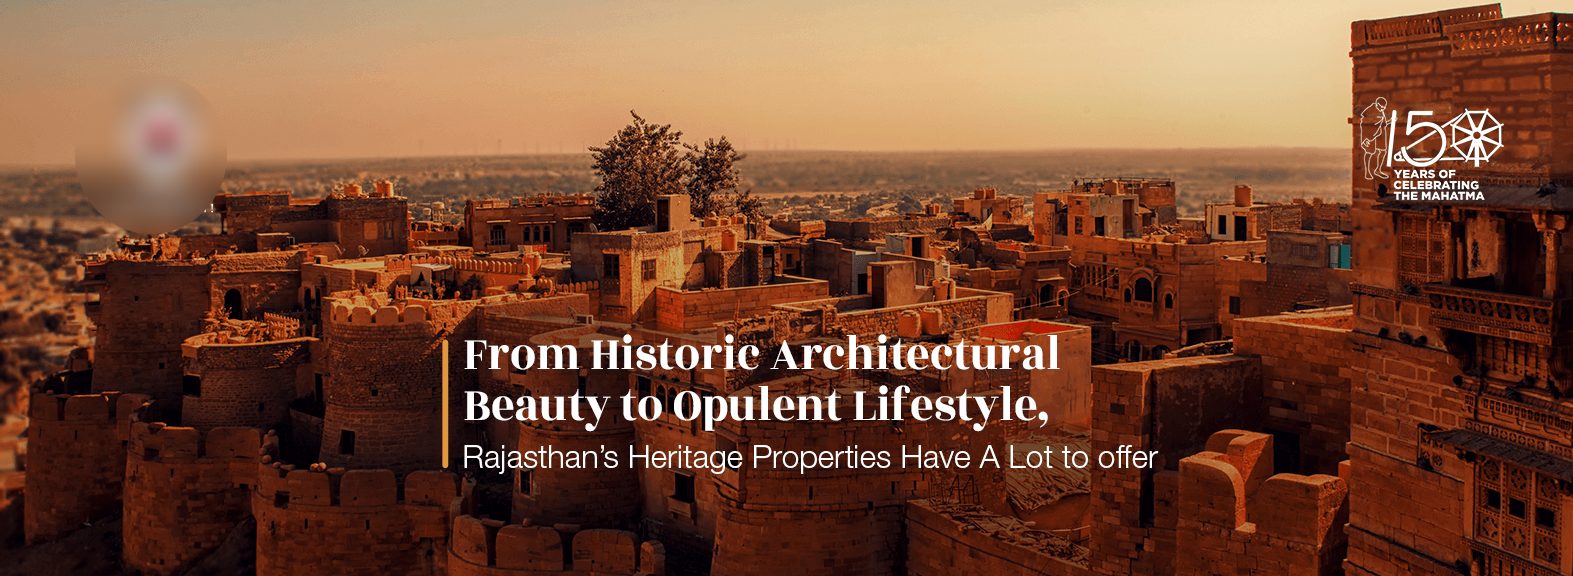 150
YEARS OF
CELEBRATING
THE MAHATMA
From Historic Architectural
Beauty to Opulent Lifestyle,
Rajasthan's Heritage Properties Have A Lot to offer